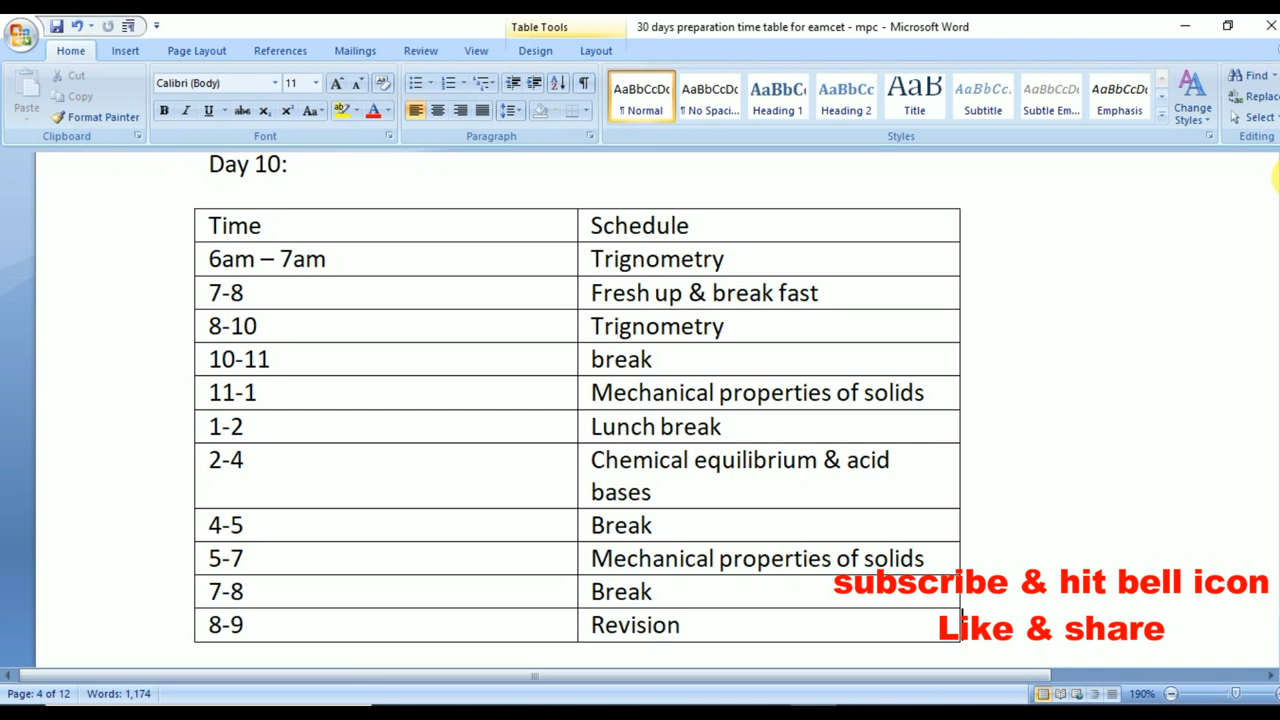 Table Tools
30 days preparation time table for eamcet - mpc - Microsoft Word
Home Insert Page Layout References Mailings Review View Design Layout
Cut
Copy
Paste
Format Painter
Calibri (Body) 11
AaBbCcDc AaBbCcDc AaBbCc AaBbCc AaB AaBbCc. AaBbCcDc AaBbCcDc
¶ Normal ¶ No Spaci... Heading 1 Heading 2 Title Subtitle Subtle Em... Emphasis
Change
Styles
Find
Replac
Select
Clipboard Font Paragraph Styles Editing
Day 10:
Time Schedule
6am – 7am Trignometry
7-8 Fresh up & break fast
8-10 Trignometry
10-11 break
11-1 Mechanical properties of solids
1-2 Lunch break
2-4 Chemical equilibrium & acid
bases
4-5 Break
5-7 Mechanical properties of solids
7-8 Break
8-9 Revision
subscribe & hit bell icon
Like & share
Page: 4 of 12 Words: 1,174 190%